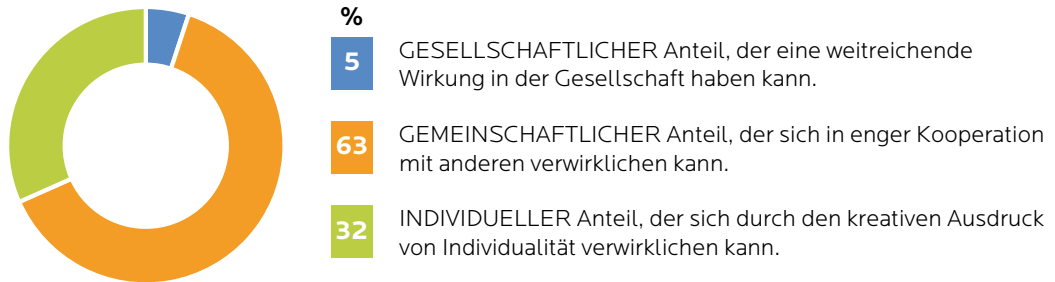 %
5
GESELLSCHAFTLICHER Anteil, der eine weitreichende
Wirkung in der Gesellschaft haben kann.
63
GEMEINSCHAFTLICHER Anteil, der sich in enger Kooperation
mit anderen verwirklichen kann.
32
INDIVIDUELLER Anteil, der sich durch den kreativen Ausdruck
von Individualität verwirklichen kann.